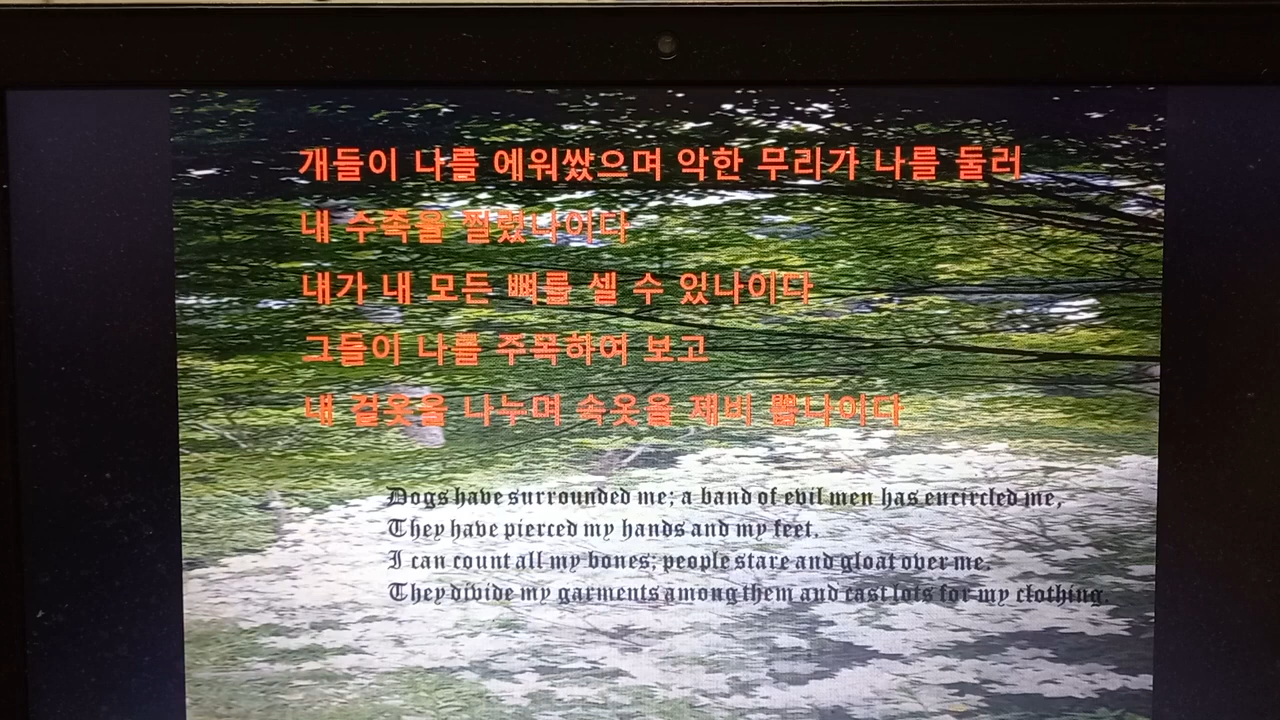 개들이 나를 에워쌌으며 악한 무리가 나를 둘러
내 수족을 찔렀나이다
내가 내 모든 뼈를 셀 수 있나이다
그들이 나를 주목하여 보고
내 겉옷을 나누며 속옷을 제비 뽑나이다
Dogs have surrounded me; a band of evil men has encircled me,
They have pierced my hands and my feet.
I can count all my bones; people stare and gloat over me.
They divide my garments among them and cast lots for my clothing.